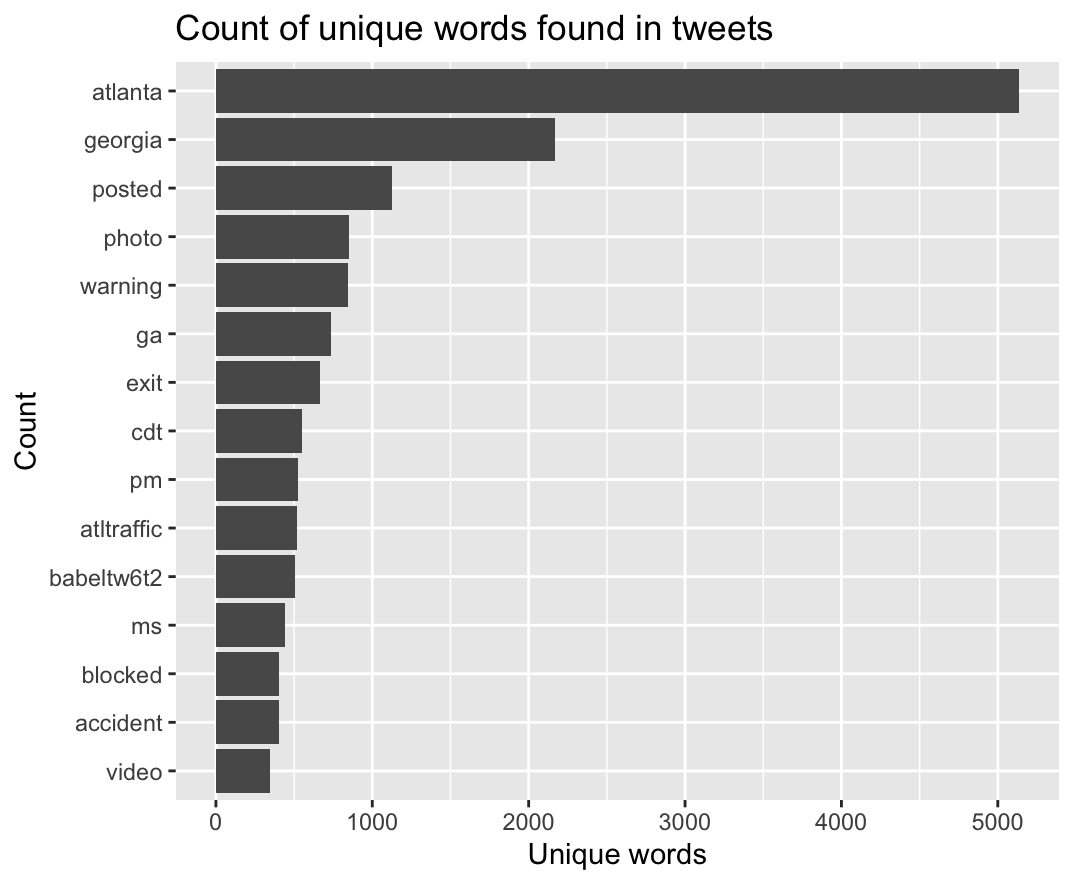 Count of unique words found in tweets
Count
atlanta
georgia
posted
photo
warning
ga
exit
cdt
pm
atltraffic
babeltw6t2
ms
blocked
accident
video
0 1000 2000 3000 4000 5000
Unique words